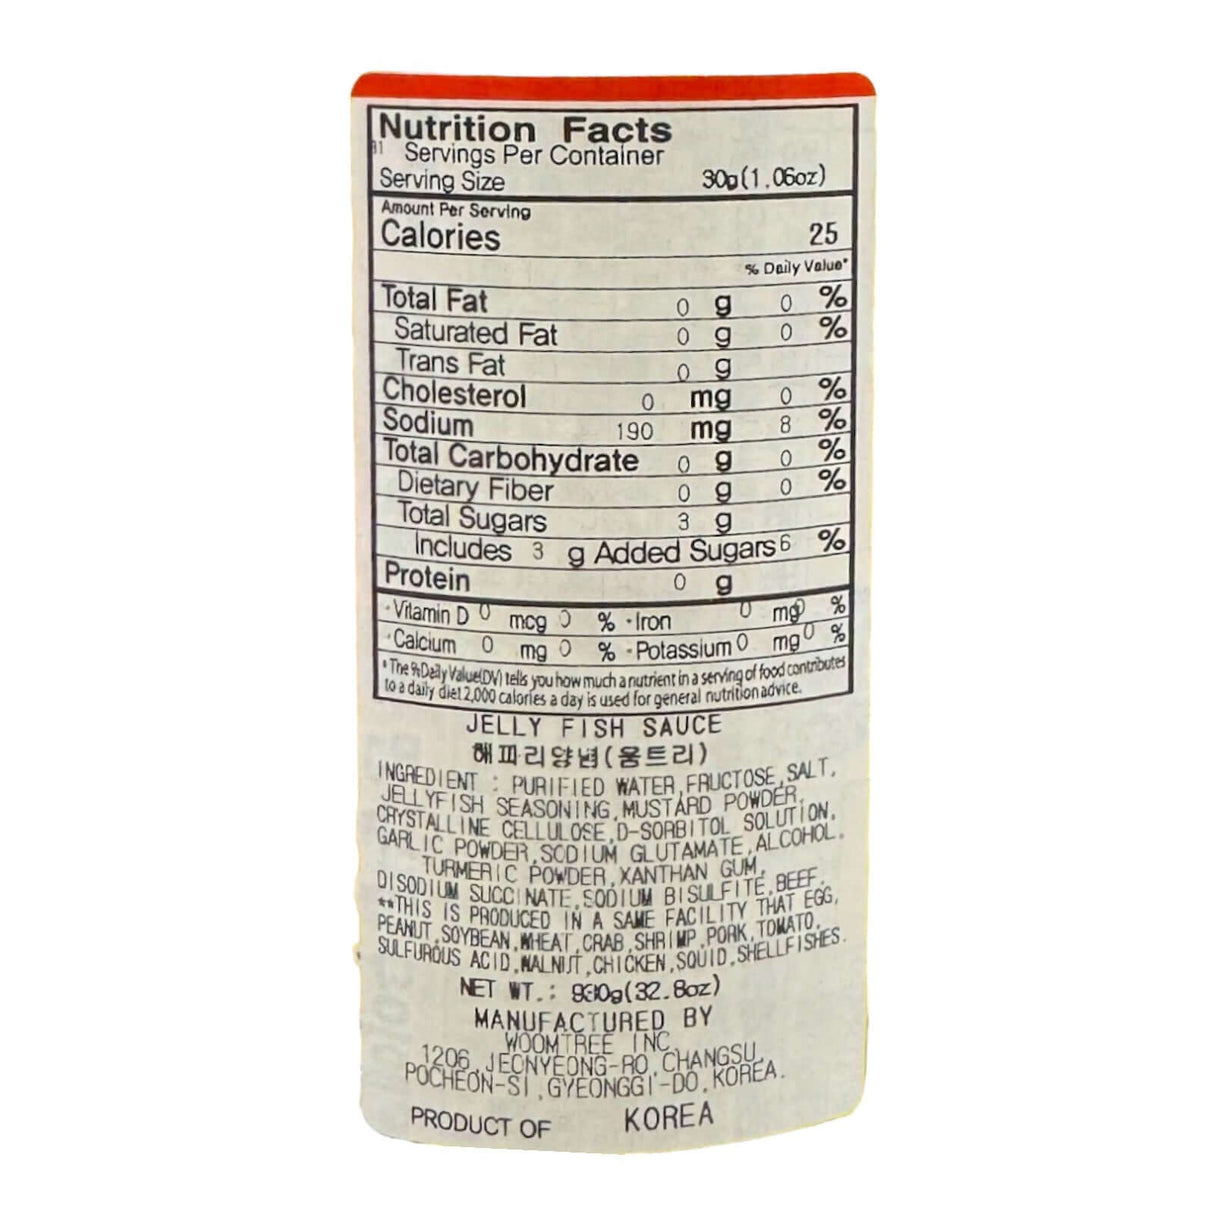 Nutrition Facts
31 Servings Per Container
Serving Size 30g(1.06oz)
Amount Per Serving
Calories 25
% Daily Value*
Total Fat 0 g 0 %
Saturated Fat 0 g 0 %
Trans Fat 0 g
Cholesterol 0 mg 0 %
Sodium 190 mg 8 %
Total Carbohydrate 0 g 0 %
Dietary Fiber 0 g 0 %
Total Sugars 3 g
Includes 3 g Added Sugars 6 %
Protein 0 g
·Vitamin D 0 mcg 0 % ·Iron 0 mg 0 %
·Calcium 0 mg 0 % ·Potassium 0 mg 0 %
* The %Daily Value(DV) tells you how much a nutrient in a serving of food contributes
to a daily diet 2,000 calories a day is used for general nutrition advice.
JELLY FISH SAUCE
해파리양념(움트리)
INGREDIENT : PURIFIED WATER,FRUCTOSE,SALT,
JELLYFISH SEASONING,MUSTARD POWDER,
CRYSTALLINE CELLULOSE,D-SORBITOL SOLUTION,
GARLIC POWDER,SODIUM GLUTAMATE,ALCOHOL,
TURMERIC POWDER,XANTHAN GUM,
DISODIUM SUCCINATE,SODIUM BISULFITE,BEEF.
**THIS IS PRODUCED IN A SAME FACILITY THAT EGG,
PEANUT,SOYBEAN,WHEAT,CRAB,SHRIMP,PORK,TOMATO,
SULFUROUS ACID,WALNUT,CHICKEN,SQUID,SHELLFISHES.
NET WT.: 930g(32.8oz)
MANUFACTURED BY
WOOMTREE INC.
1206,JEONYEONG-RO,CHANGSU,
POCHEON-SI,GYEONGGI-DO,KOREA.
PRODUCT OF KOREA